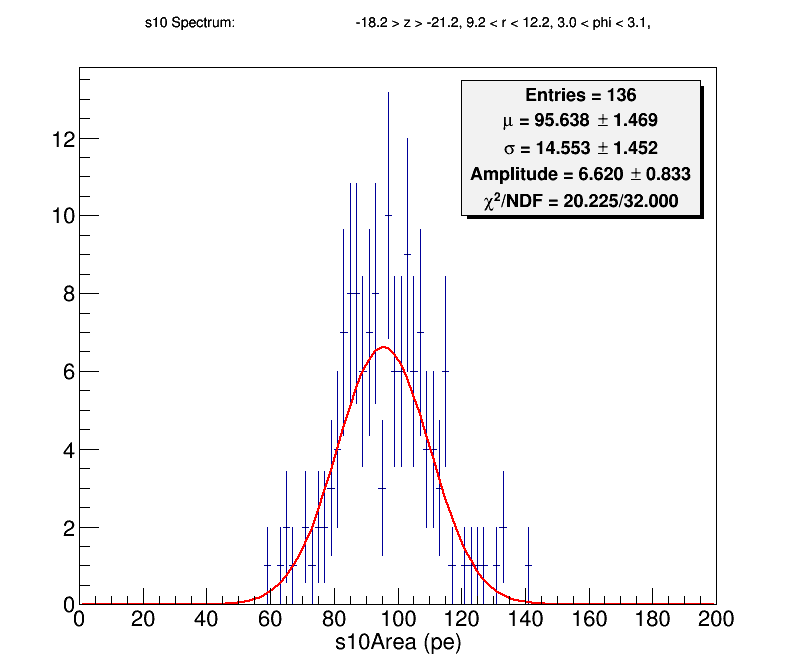 s10 Spectrum: -18.2 > z > -21.2, 9.2 < r < 12.2, 3.0 < phi < 3.1,
Entries = 136
μ = 95.638 ± 1.469
σ = 14.553 ± 1.452
Amplitude = 6.620 ± 0.833
χ²/NDF = 20.225/32.000
12
10
8
6
4
2
0
0 20 40 60 80 100 120 140 160 180 200
s10Area (pe)